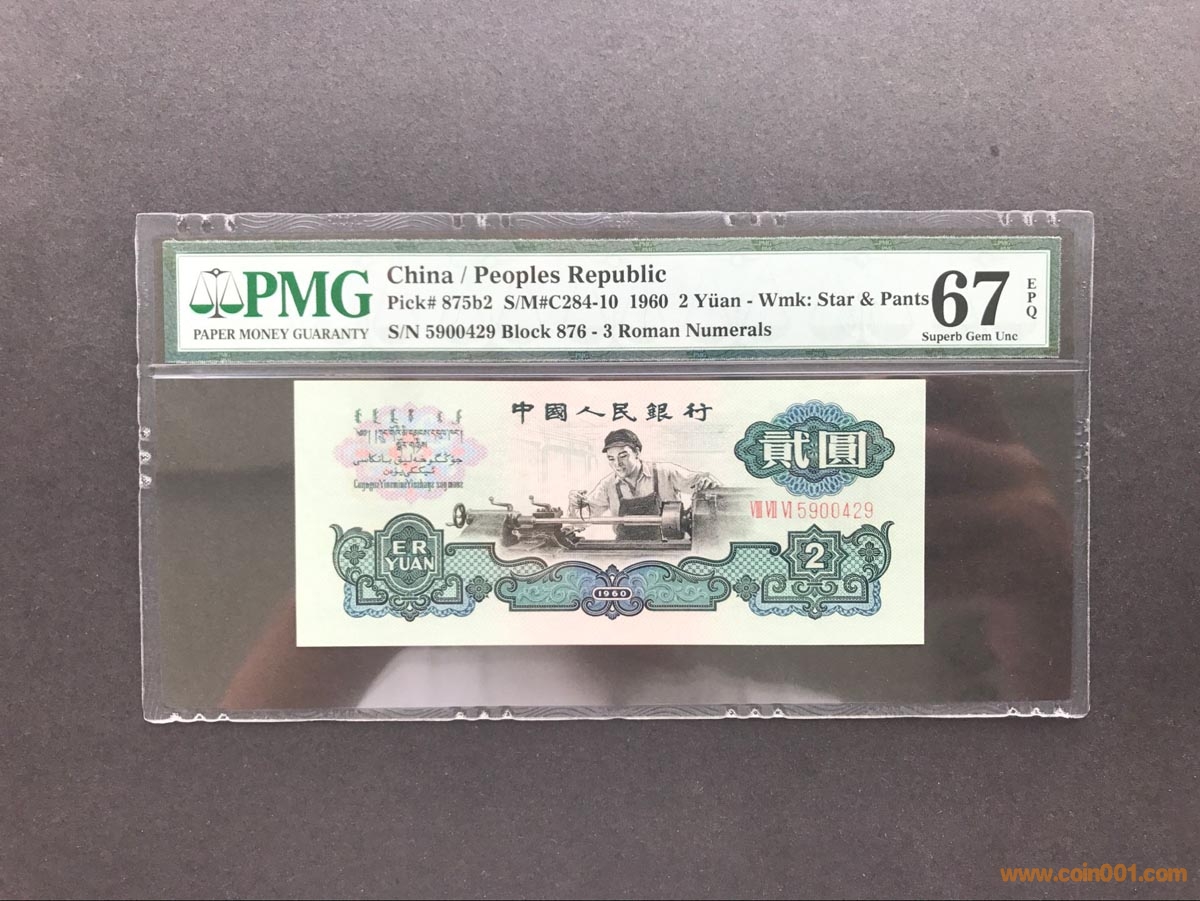 PMG
PAPER MONEY GUARANTY
China / Peoples Republic
Pick# 875b2 S/M#C284-10 1960 2 Yüan - Wmk: Star & Pants
S/N 5900429 Block 876 - 3 Roman Numerals
67
EPQ
Superb Gem Unc
中國人民銀行
貳圓
VIII VII VI 5900429
ER
YUAN
1960
2
www.coin001.com